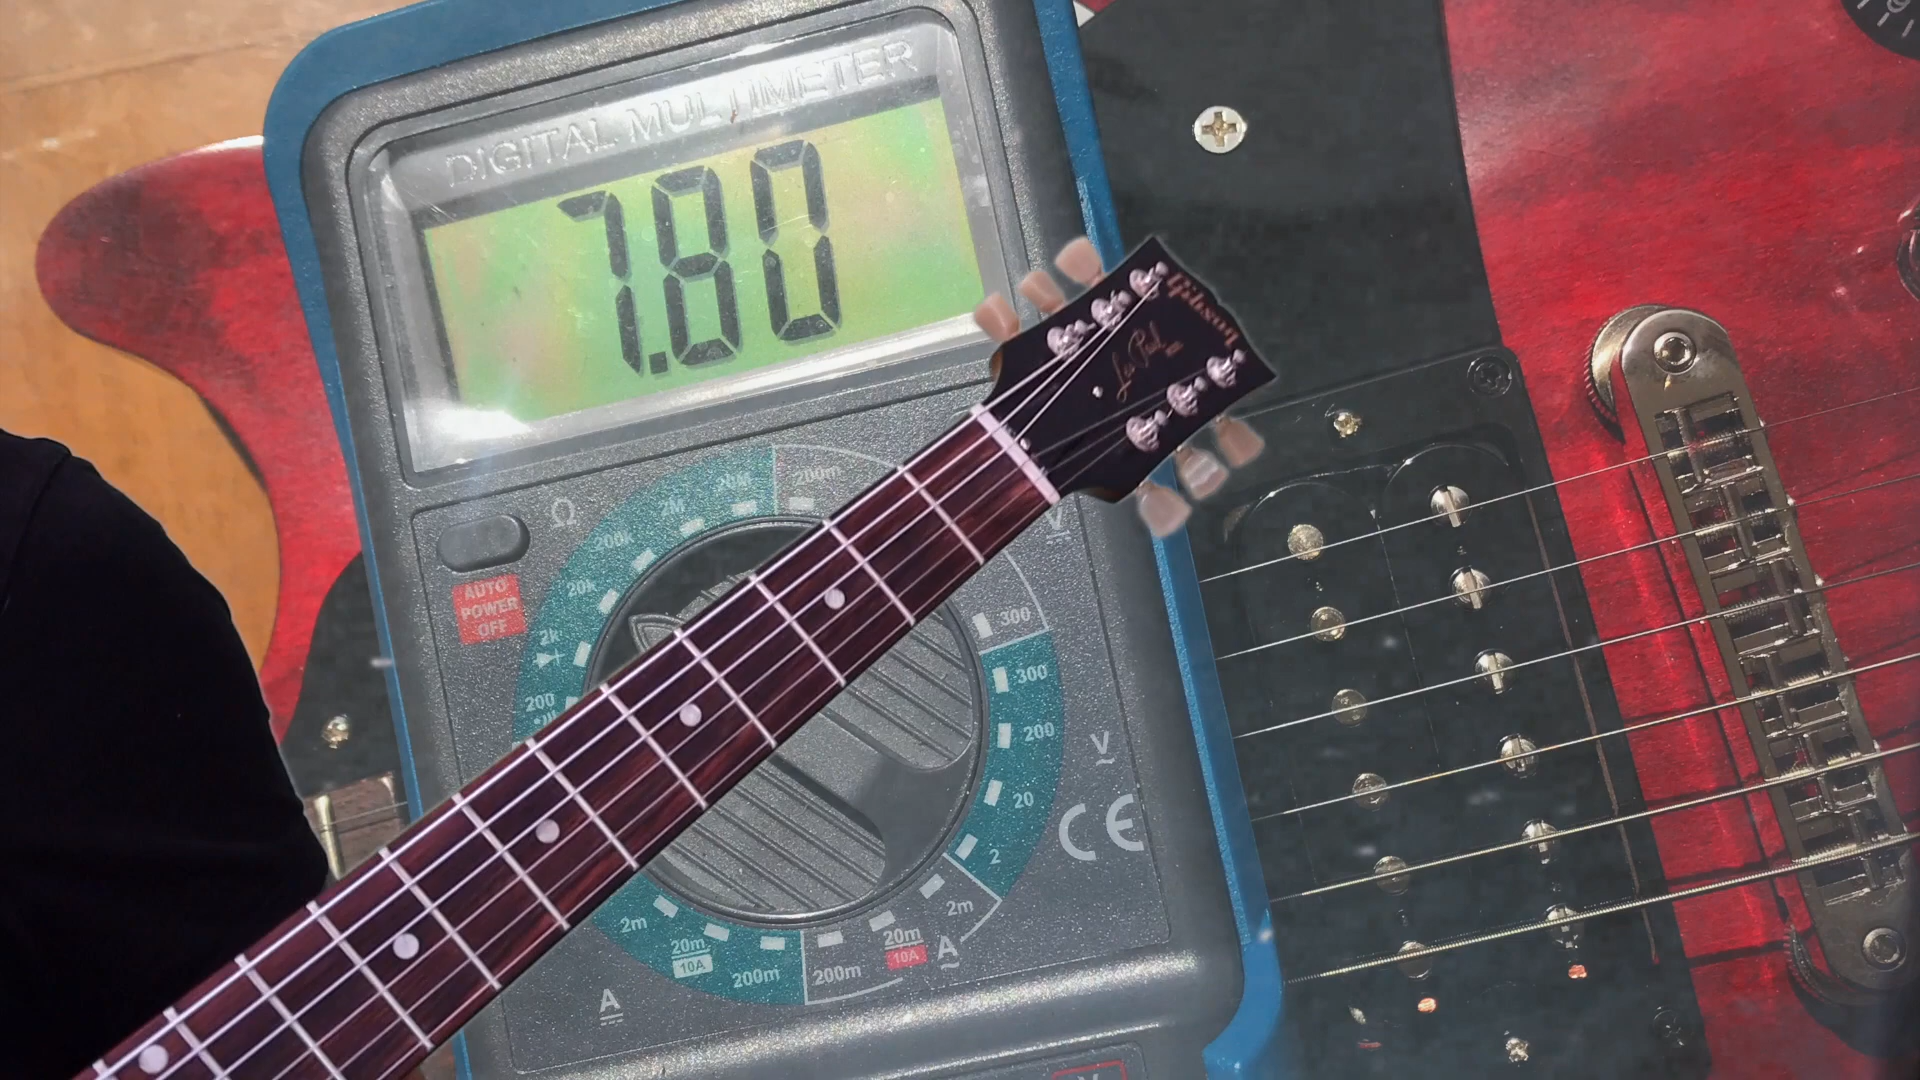 DIGITAL MULTIMETER
7.80
Gibson
Les Paul
Ω
AUTO
POWER
OFF
200m
20M
2M
200k
20k
2k
200
V
300
300
200
20
2
V
CE
2m
20m
10A
200m
200m
20m
10A
2m
A
A
V